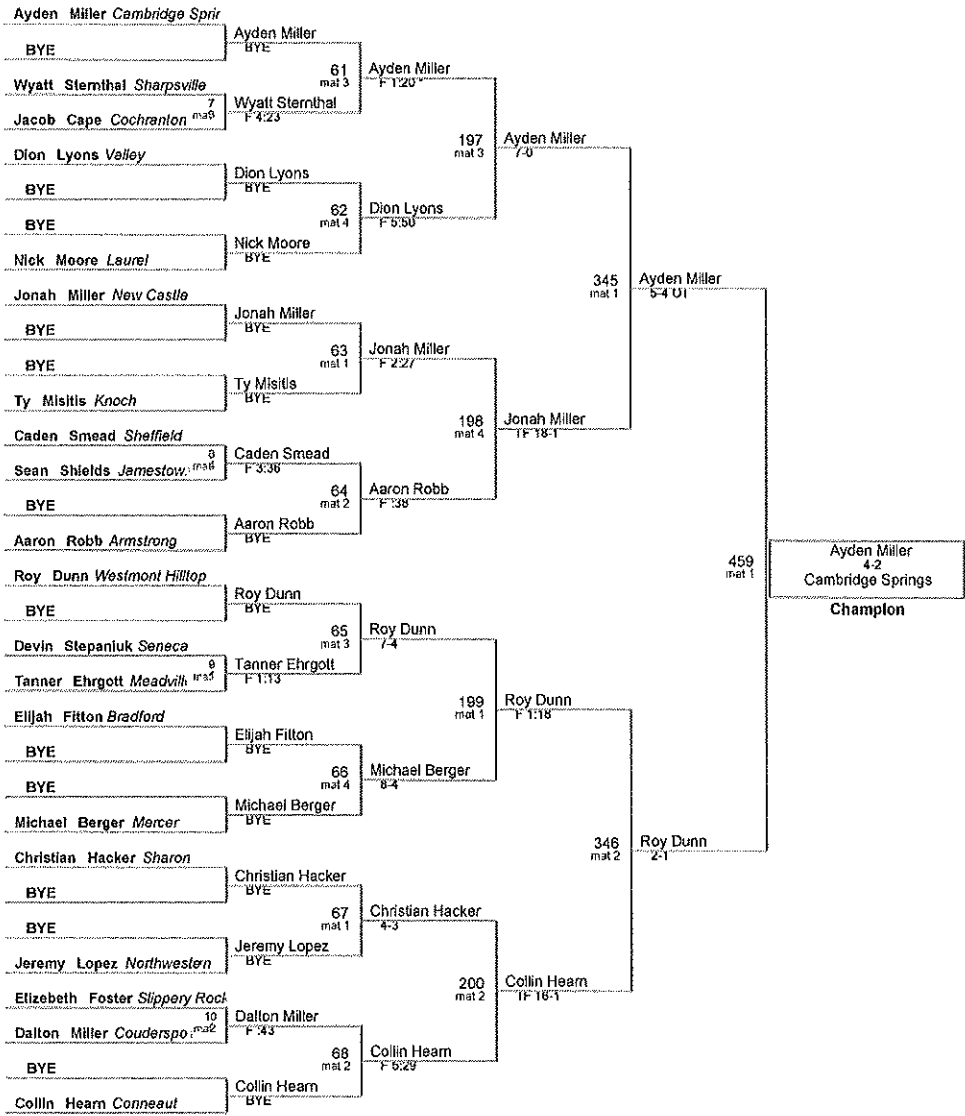 Ayden Miller Cambridge Sprir
BYE
Wyatt Sternthal Sharpsville
7
Jacob Cape Cochranton
Dion Lyons Valley
BYE
BYE
Nick Moore Laurel
Jonah Miller New Castle
BYE
BYE
Ty Misitis Knoch
Caden Smead Sheffield
8
Sean Shields Jamestow
BYE
Aaron Robb Armstrong
Roy Dunn Westmont Hilltop
BYE
Devin Stepaniuk Seneca
9
Tanner Ehrgott Meadvill
Elijah Fitton Bradford
BYE
BYE
Michael Berger Mercer
Christian Hacker Sharon
BYE
BYE
Jeremy Lopez Northwestern
Elizebeth Foster Slippery Rock
10
Dalton Miller Couderspo
BYE
Collin Hearn Conneaut
Ayden Miller
BYE
61
mat 3
Wyatt Sternthal
F 4:23
Dion Lyons
BYE
62
mat 4
Nick Moore
BYE
Jonah Miller
BYE
63
mat 1
Ty Misitis
BYE
Caden Smead
F 3:36
64
mat 2
Aaron Robb
BYE
Roy Dunn
BYE
65
mat 3
Tanner Ehrgott
F 1:13
Elijah Fitton
BYE
66
mat 4
Michael Berger
BYE
Christian Hacker
BYE
67
mat 1
Jeremy Lopez
BYE
Dalton Miller
F :43
68
mat 2
Collin Hearn
BYE
Ayden Miller
F 1:20
197
mat 3
Dion Lyons
F 5:50
Jonah Miller
F 2:27
198
mat 4
Aaron Robb
F :38
Roy Dunn
7-4
199
mat 1
Michael Berger
8-4
Christian Hacker
4-3
200
mat 2
Collin Hearn
F 5:29
Ayden Miller
7-0
345
mat 1
Jonah Miller
TF 18-1
Roy Dunn
F 1:18
346
mat 2
Collin Hearn
TF 16-1
Ayden Miller
5-4 OT
459
mat 1
Roy Dunn
2-1
Ayden Miller
4-2
Cambridge Springs
Champion